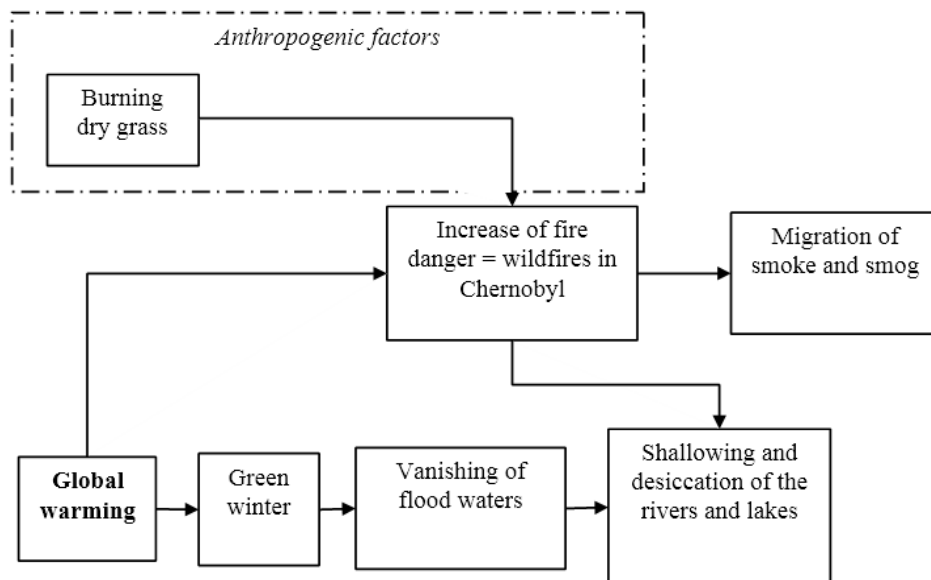 Anthropogenic factors
Burning
dry grass
Increase of fire
danger = wildfires in
Chernobyl
Migration of
smoke and smog
Global
warming
Green
winter
Vanishing of
flood waters
Shallowing and
desiccation of the
rivers and lakes